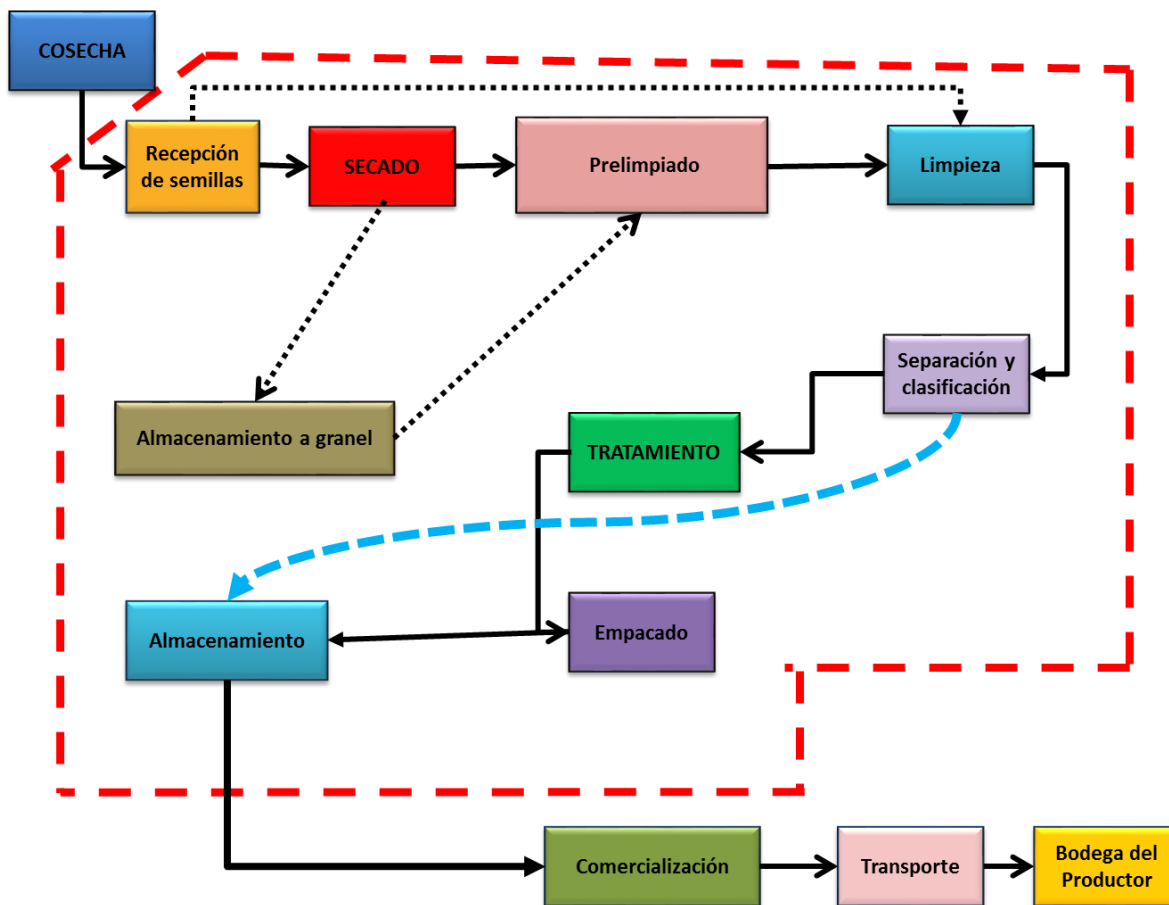 COSECHA
Recepción
de semillas
SECADO
Prelimpiado
Limpieza
Separación y
clasificación
Almacenamiento a granel
TRATAMIENTO
Almacenamiento
Empacado
Comercialización
Transporte
Bodega del
Productor